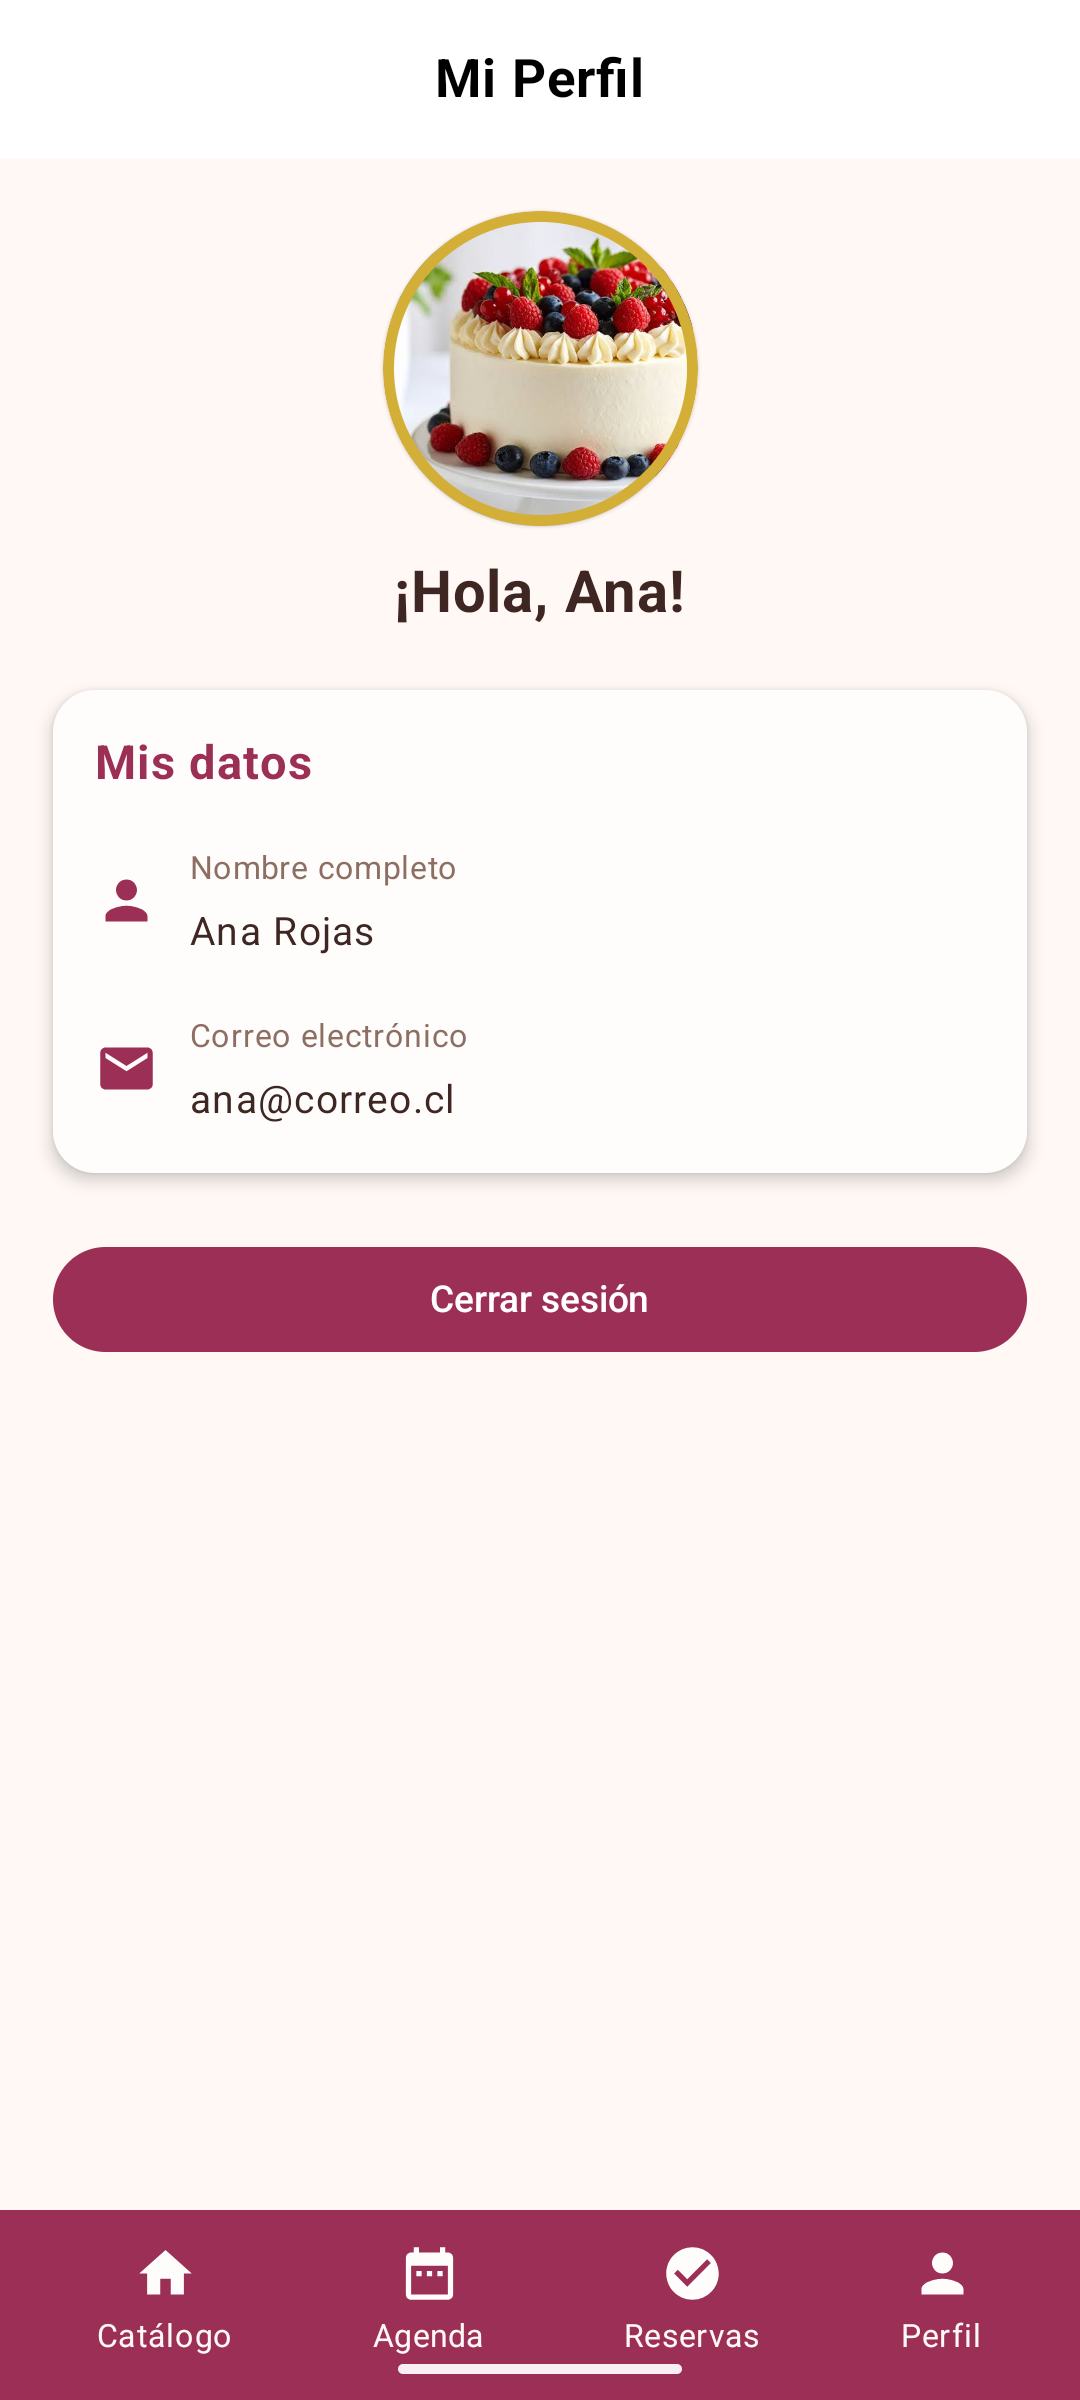 Mi Perfil
¡Hola, Ana!
Mis datos
Nombre completo
Ana Rojas
Correo electrónico
ana@correo.cl
Cerrar sesión
Catálogo
Agenda
Reservas
Perfil